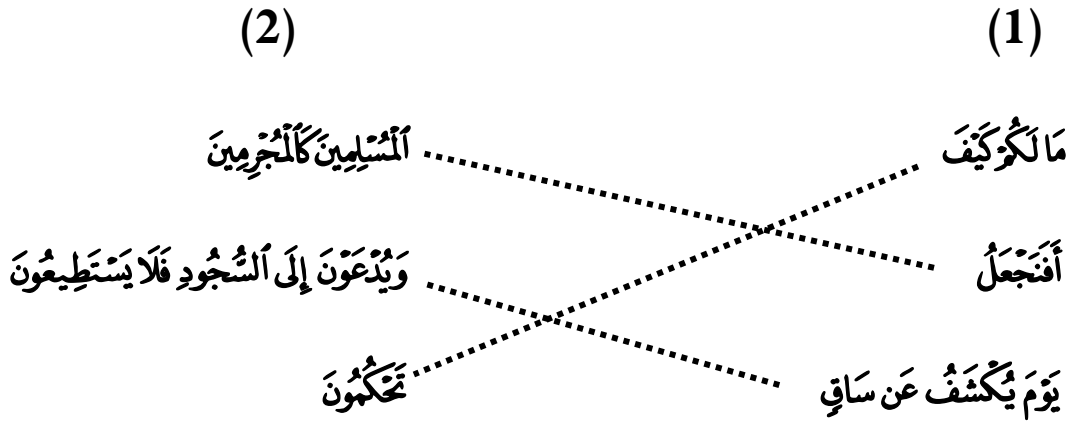 (1) (2)
مَا لَكُمْ كَيْفَ ٱلْمُسْلِمِينَ كَٱلْمُجْرِمِينَ
أَفَنَجْعَلُ وَيُدْعَوْنَ إِلَى ٱلسُّجُودِ فَلَا يَسْتَطِيعُونَ
يَوْمَ يُكْشَفُ عَن سَاقٍ تَحْكُمُونَ